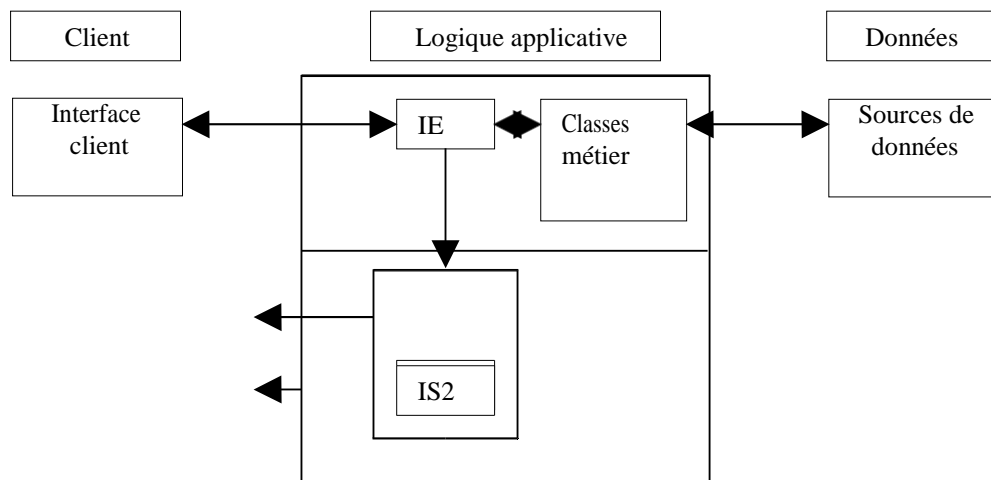 Client
Logique applicative
Données
Interface
client
IE
Classes
métier
Sources de
données
IS2